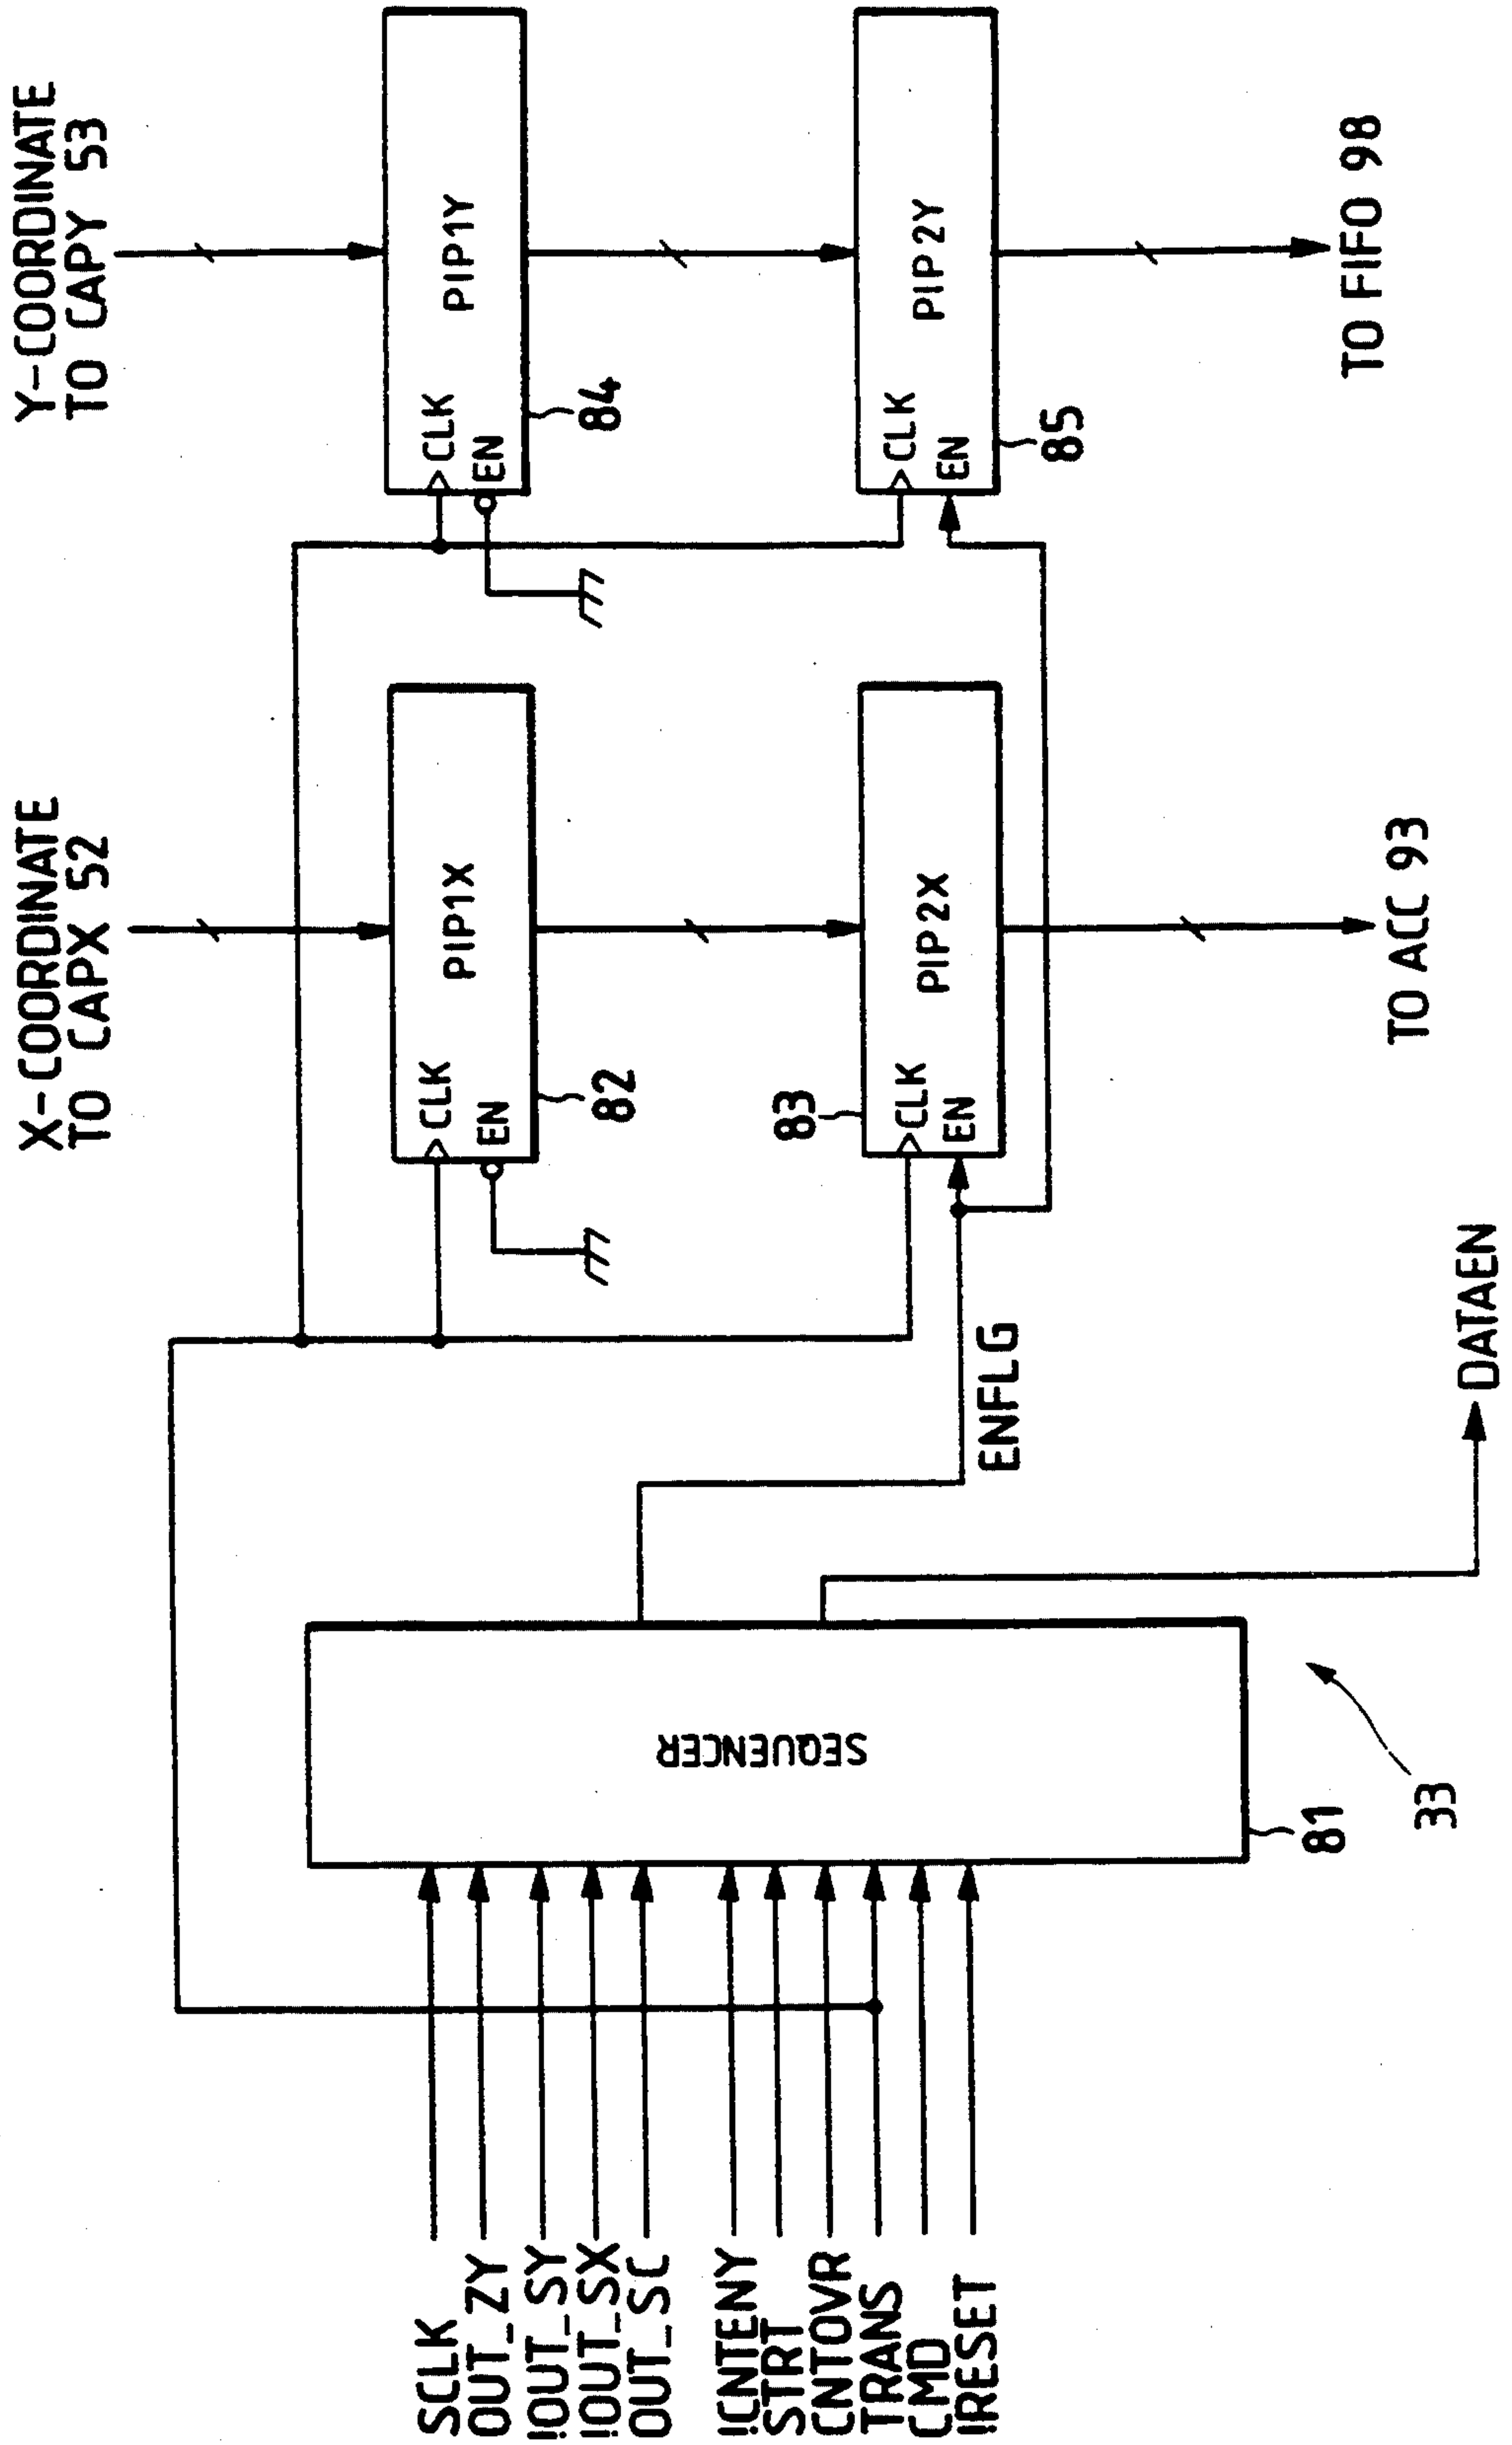 SCLK
OUT_ZY
!OUT_SY
!OUT_SX
OUT_SC
!CNTENY
STRT
CNTOVR
TRANS
CMD
!RESET
SEQUENCER
81
33
ENFLG
DATAEN
X-COORDINATE
TO CAPX 52
CLK
EN
PIP1X
82
83
CLK
EN
PIP2X
TO ACC 93
Y-COORDINATE
TO CAPY 53
CLK
EN
PIP1Y
84
CLK
EN
PIP2Y
85
TO FIFO 98